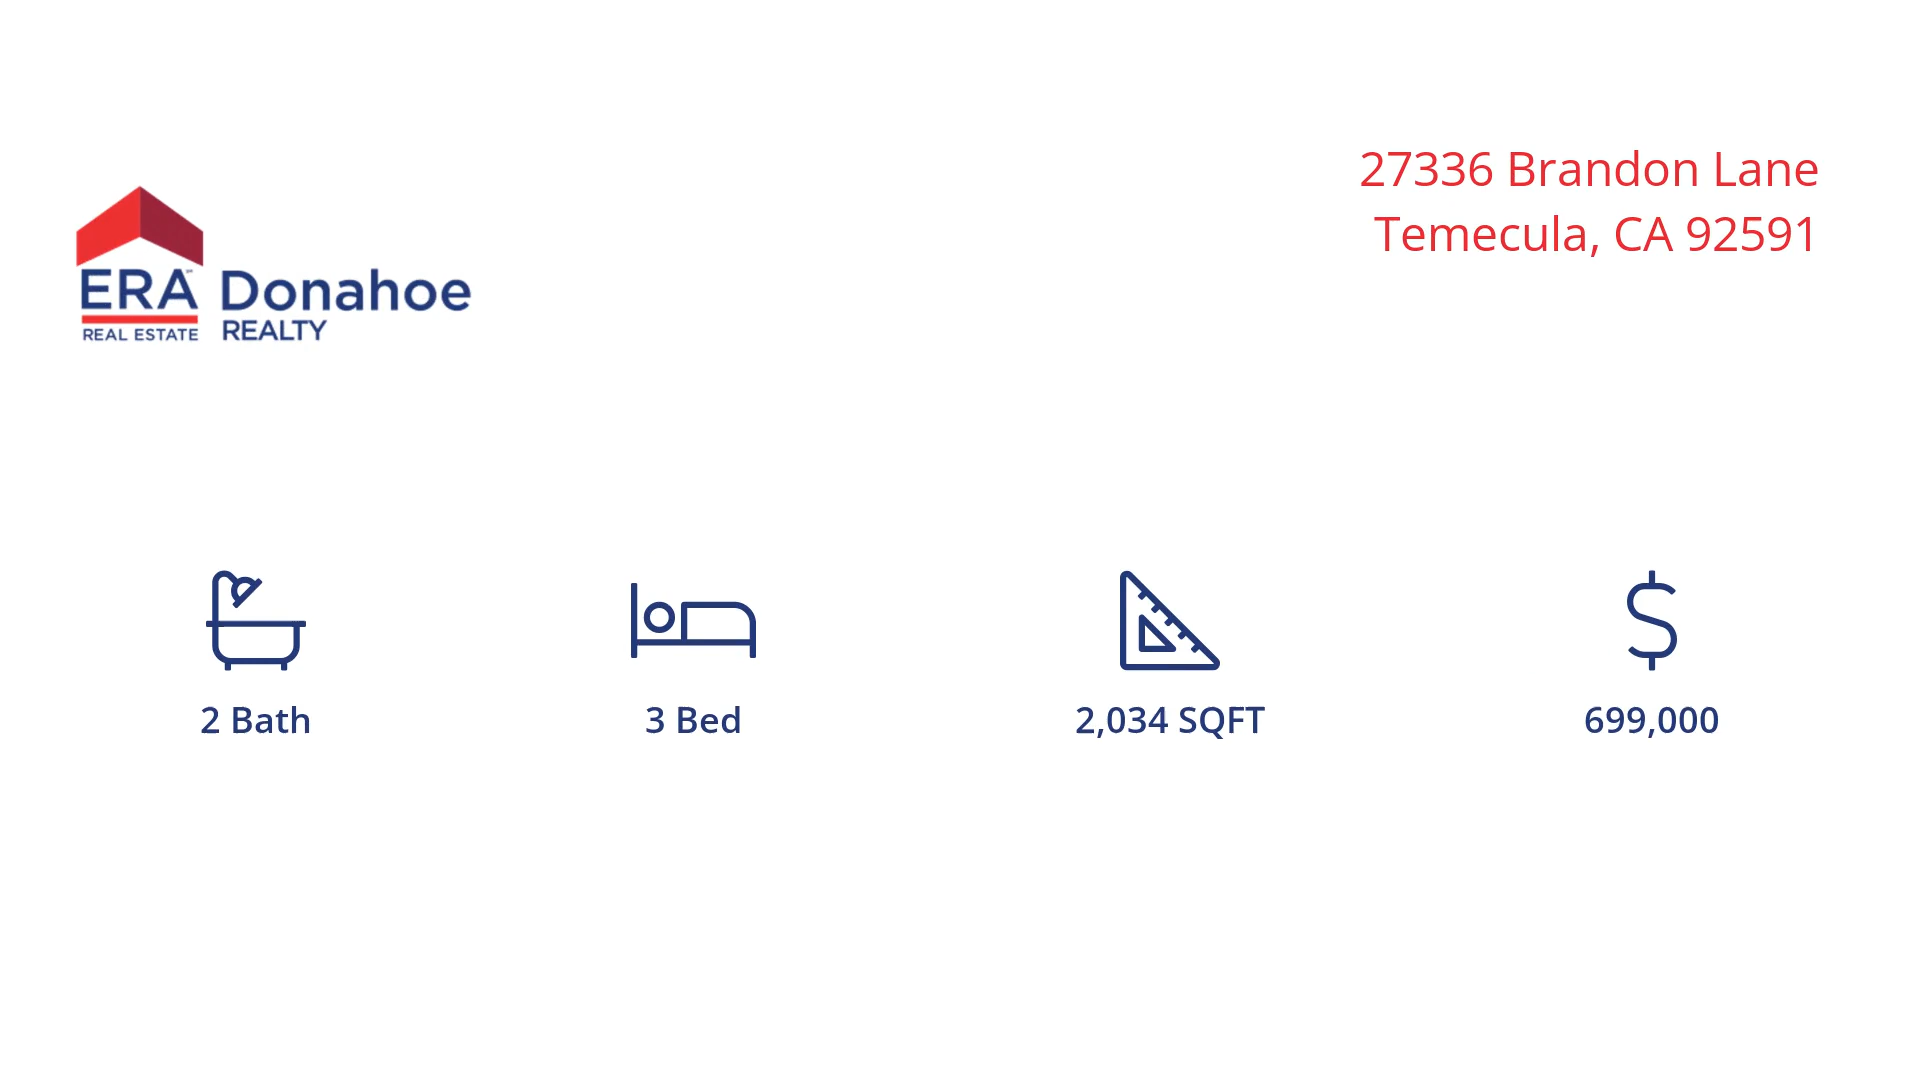 27336 Brandon Lane
Temecula, CA 92591
ERA Donahoe
REAL ESTATE REALTY
2 Bath
3 Bed
2,034 SQFT
699,000